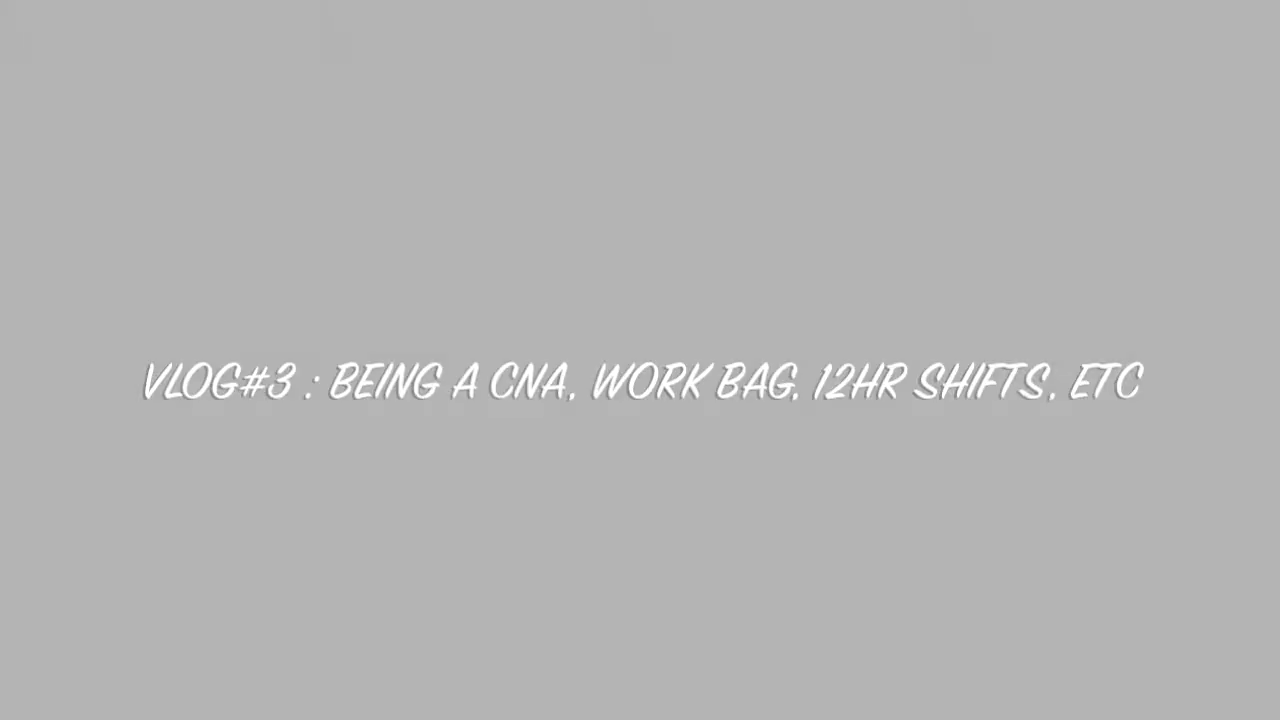 VLOG#3 : BEING A CNA, WORK BAG, 12HR SHIFTS, ETC